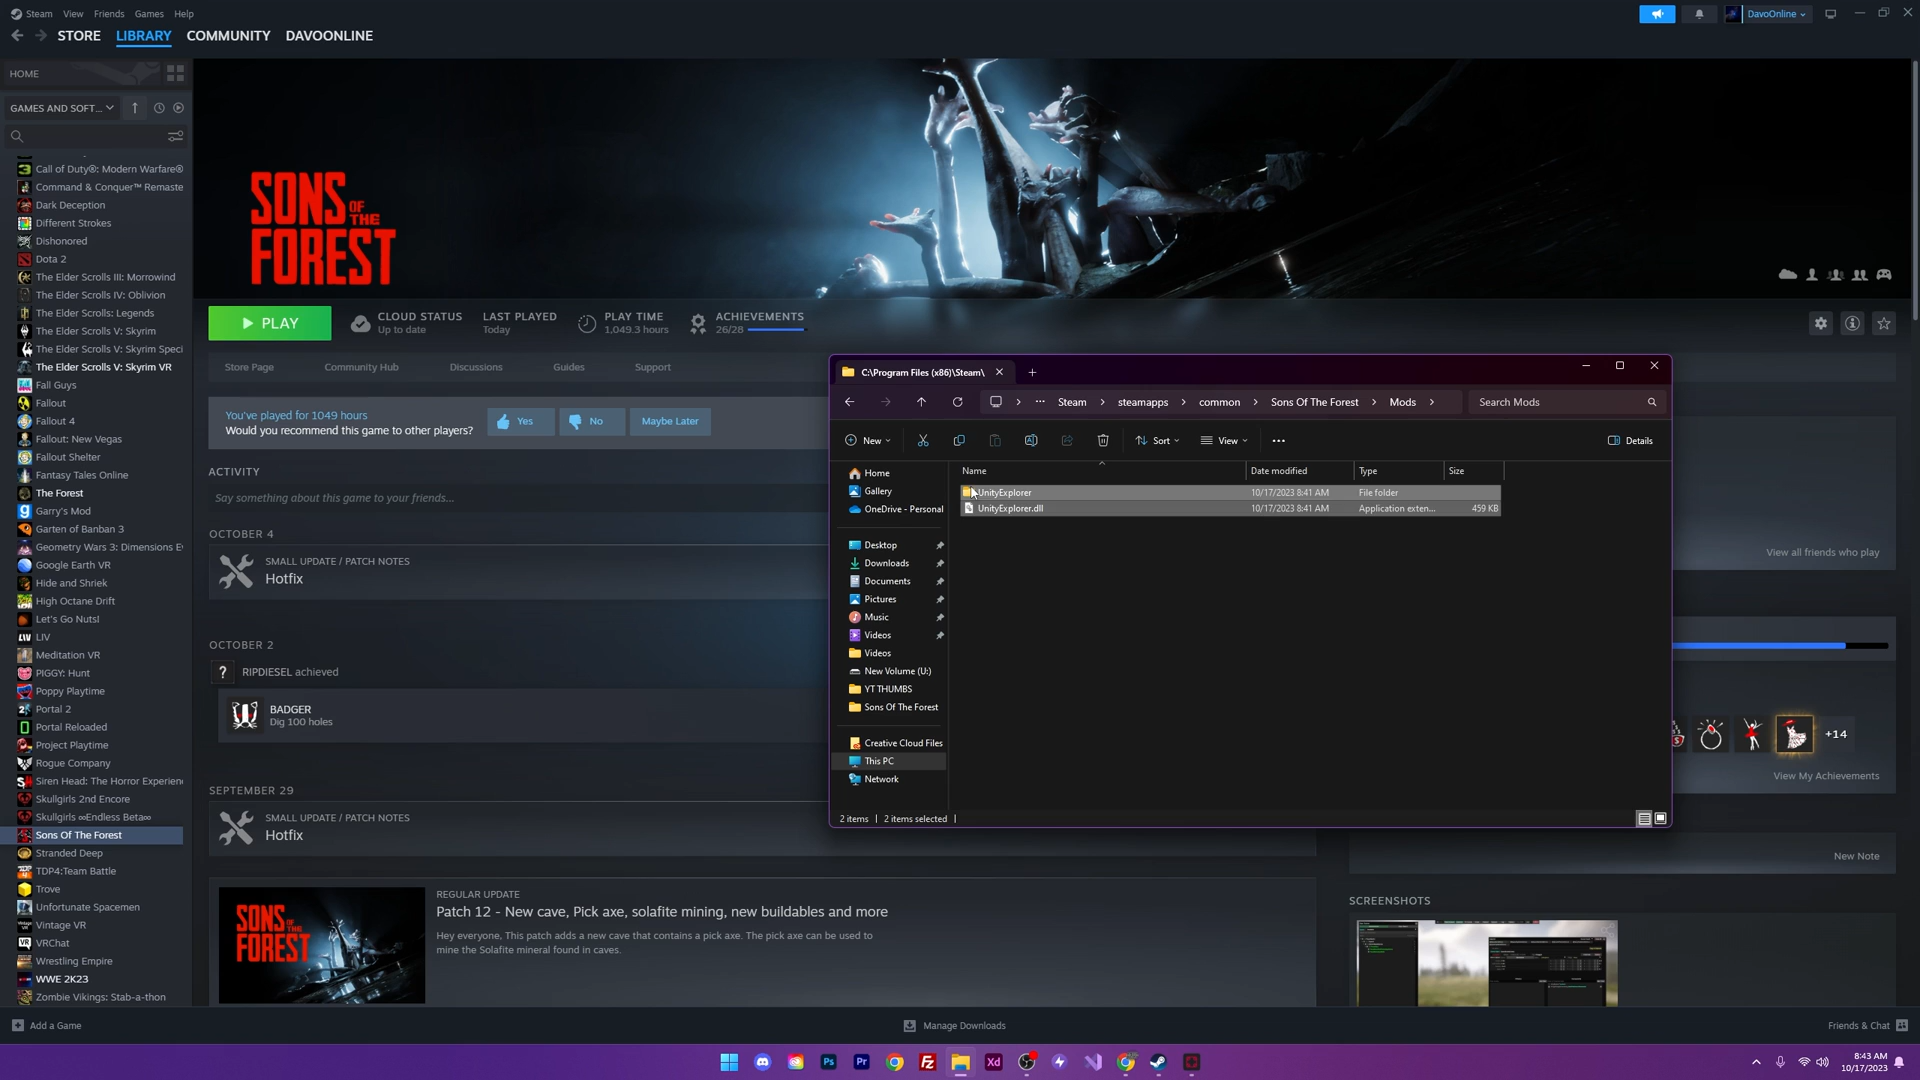 Steam View Friends Games Help
DavoOnline
STORE LIBRARY COMMUNITY DAVOONLINE
HOME
GAMES AND SOFT...
Call of Duty®: Modern Warfare®
Command & Conquer™ Remaste
Dark Deception
Different Strokes
Dishonored
Dota 2
The Elder Scrolls III: Morrowind
The Elder Scrolls IV: Oblivion
The Elder Scrolls: Legends
The Elder Scrolls V: Skyrim
The Elder Scrolls V: Skyrim Speci
The Elder Scrolls V: Skyrim VR
Fall Guys
Fallout
Fallout 4
Fallout: New Vegas
Fallout Shelter
Fantasy Tales Online
The Forest
Garry's Mod
Garten of Banban 3
Geometry Wars 3: Dimensions E
Google Earth VR
Hide and Shriek
High Octane Drift
Let's Go Nuts!
LIV
Meditation VR
PIGGY: Hunt
Poppy Playtime
Portal 2
Portal Reloaded
Project Playtime
Rogue Company
Siren Head: The Horror Experien
Skullgirls 2nd Encore
Skullgirls ∞Endless Beta∞
Sons Of The Forest
Stranded Deep
TDP4:Team Battle
Trove
Unfortunate Spacemen
Vintage VR
VRChat
Wrestling Empire
WWE 2K23
Zombie Vikings: Stab-a-thon
Add a Game
SONS OF THE FOREST
PLAY
CLOUD STATUS
Up to date
LAST PLAYED
Today
PLAY TIME
1,049.3 hours
ACHIEVEMENTS
26/28
Store Page Community Hub Discussions Guides Support
You've played for 1049 hours
Would you recommend this game to other players?
Yes No Maybe Later
ACTIVITY
Say something about this game to your friends...
OCTOBER 4
SMALL UPDATE / PATCH NOTES
Hotfix
OCTOBER 2
? RIPDIESEL achieved
BADGER
Dig 100 holes
SEPTEMBER 29
SMALL UPDATE / PATCH NOTES
Hotfix
SONS OF THE FOREST
REGULAR UPDATE
Patch 12 - New cave, Pick axe, solafite mining, new buildables and more
Hey everyone, This patch adds a new cave that contains a pick axe. The pick axe can be used to
mine the Solafite mineral found in caves.
C:\Program Files (x86)\Steam\
Steam steamapps common Sons Of The Forest Mods
Search Mods
New Sort View Details
Home
Gallery
OneDrive - Personal
Desktop
Downloads
Documents
Pictures
Music
Videos
Videos
New Volume (U:)
YT THUMBS
Sons Of The Forest
Creative Cloud Files
This PC
Network
Name Date modified Type Size
UnityExplorer 10/17/2023 8:41 AM File folder
UnityExplorer.dll 10/17/2023 8:41 AM Application exten... 459 KB
2 items 2 items selected
View all friends who play
+14
View My Achievements
New Note
SCREENSHOTS
Manage Downloads
Friends & Chat
Ps Pr Fz Xd
8:43 AM
10/17/2023